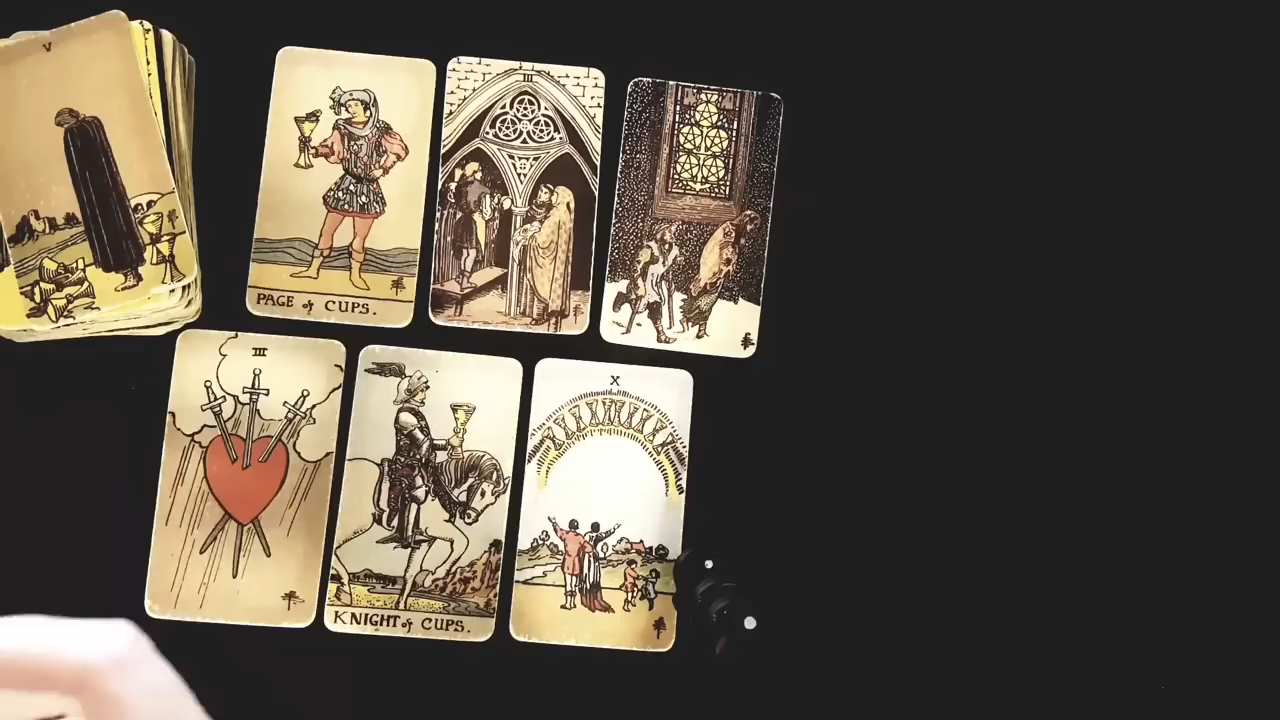 V
PAGE of CUPS.
III
III
KNIGHT of CUPS.
X